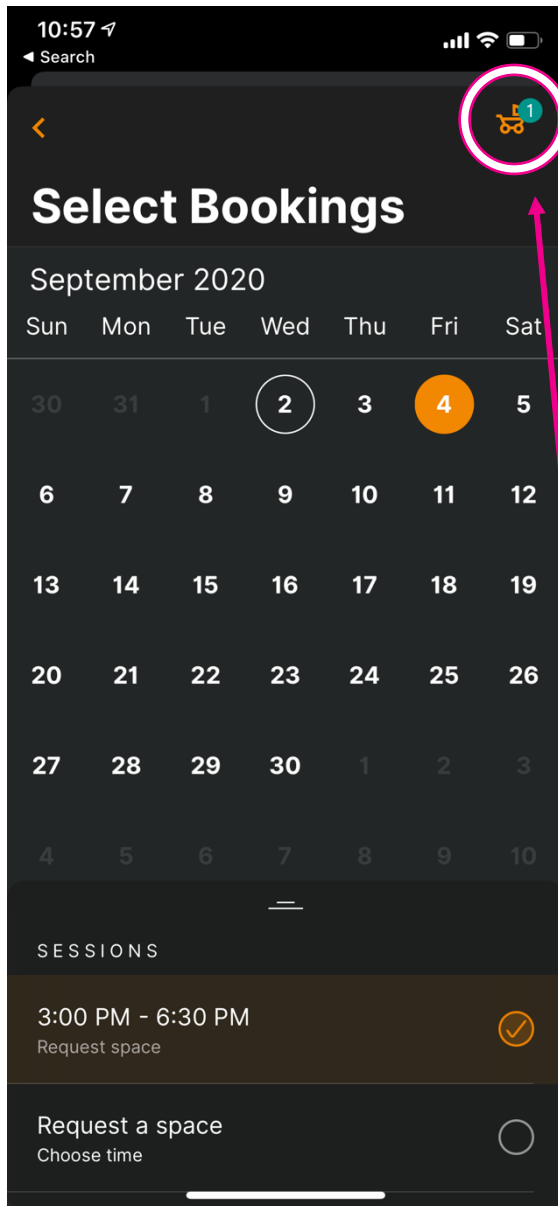 10:57
◀ Search
1
Select Bookings
September 2020
Sun Mon Tue Wed Thu Fri Sat
30 31 1 2 3 4 5
6 7 8 9 10 11 12
13 14 15 16 17 18 19
20 21 22 23 24 25 26
27 28 29 30 1 2 3
4 5 6 7 8 9 10
SESSIONS
3:00 PM - 6:30 PM
Request space
Request a space
Choose time